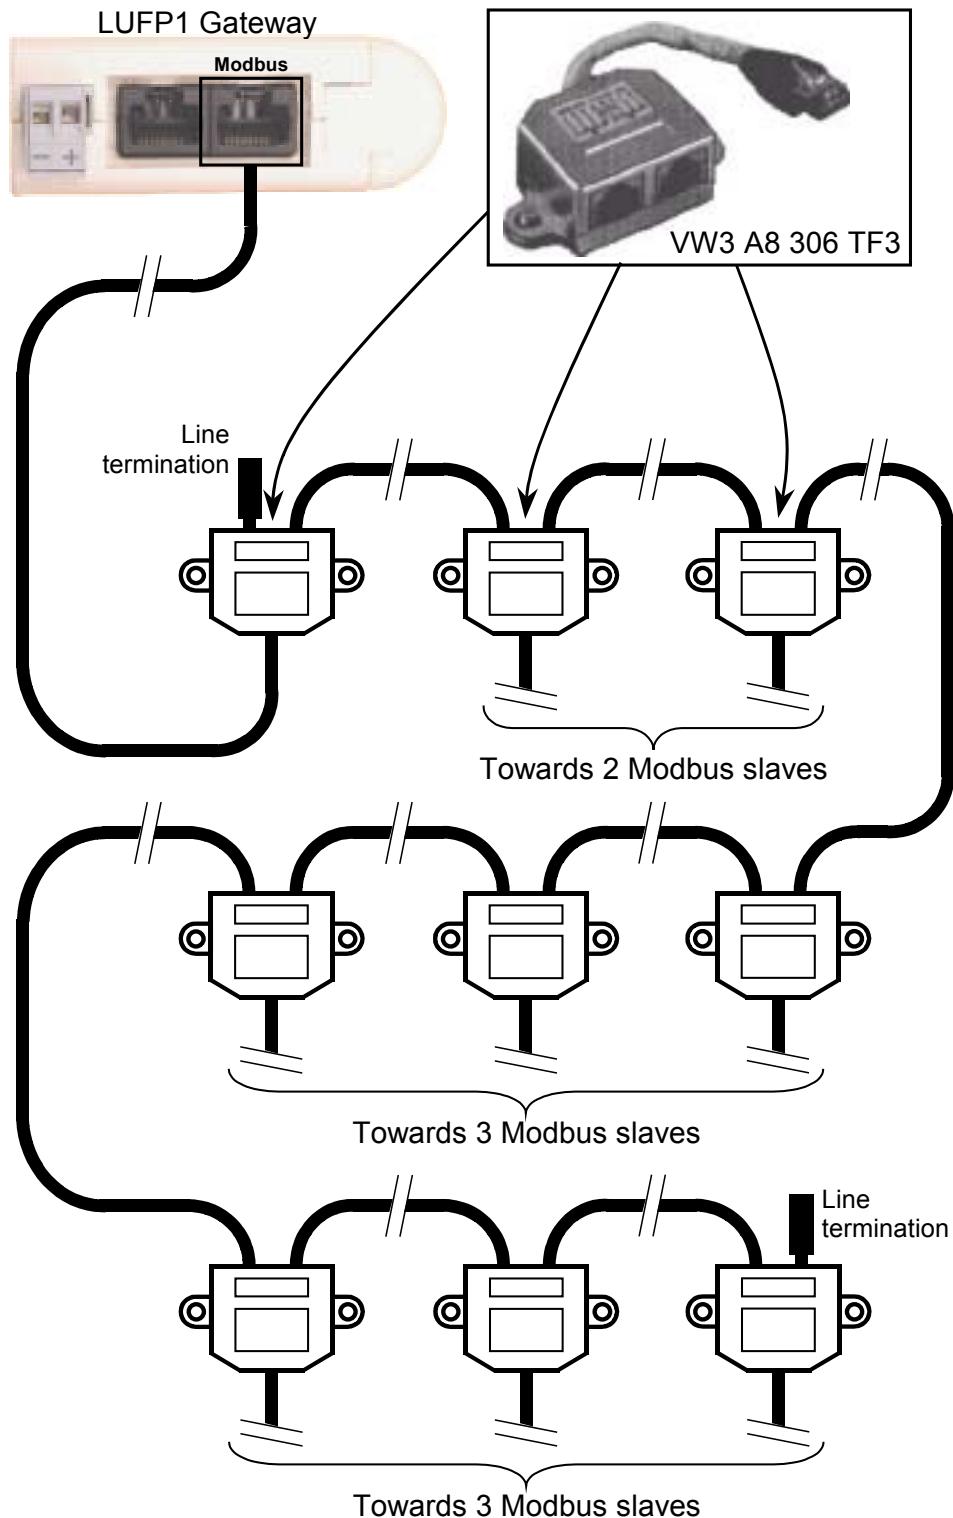 LUFP1 Gateway
Modbus
− +
VW3 A8 306 TF3
Line
termination
Towards 2 Modbus slaves
Towards 3 Modbus slaves
Line
termination
Towards 3 Modbus slaves